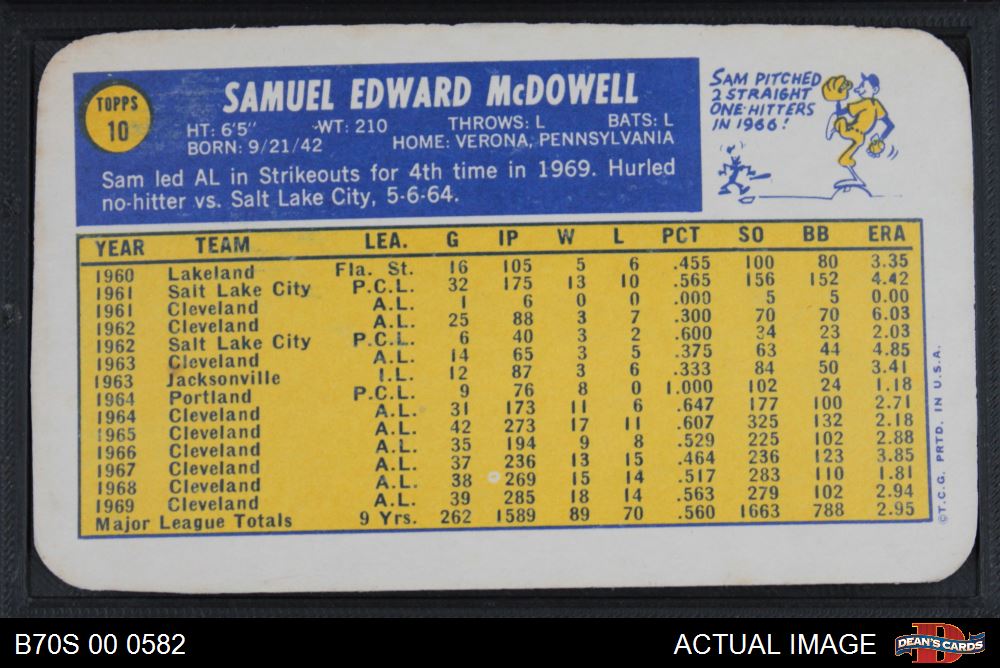 TOPPS
10
SAMUEL EDWARD McDOWELL
HT: 6'5" WT: 210 THROWS: L BATS: L
BORN: 9/21/42 HOME: VERONA, PENNSYLVANIA
Sam led AL in Strikeouts for 4th time in 1969. Hurled
no-hitter vs. Salt Lake City, 5-6-64.
SAM PITCHED
2 STRAIGHT
ONE-HITTERS
IN 1966!
YEAR TEAM LEA. G IP W L PCT SO BB ERA
1960 Lakeland Fla. St. 16 105 5 6 .455 100 80 3.35
1961 Salt Lake City P.C.L. 32 175 13 10 .565 156 152 4.42
1961 Cleveland A.L. 1 6 0 0 .000 5 5 0.00
1962 Cleveland A.L. 25 88 3 7 .300 70 70 6.03
1962 Salt Lake City P.C.L. 6 40 3 2 .600 34 23 2.03
1963 Cleveland A.L. 14 65 3 5 .375 63 44 4.85
1963 Jacksonville I.L. 12 87 3 6 .333 84 50 3.41
1964 Portland P.C.L. 9 76 8 0 1.000 102 24 1.18
1964 Cleveland A.L. 31 173 11 6 .647 177 100 2.71
1965 Cleveland A.L. 42 273 17 11 .607 325 132 2.18
1966 Cleveland A.L. 35 194 9 8 .529 225 102 2.88
1967 Cleveland A.L. 37 236 13 15 .464 236 123 3.85
1968 Cleveland A.L. 38 269 15 14 .517 283 110 1.81
1969 Cleveland A.L. 39 285 18 14 .563 279 102 2.94
Major League Totals 9 Yrs. 262 1589 89 70 .560 1663 788 2.95
©T.C.G. PRTD. IN U.S.A.
B70S 00 0582 ACTUAL IMAGE DEAN'S CARDS